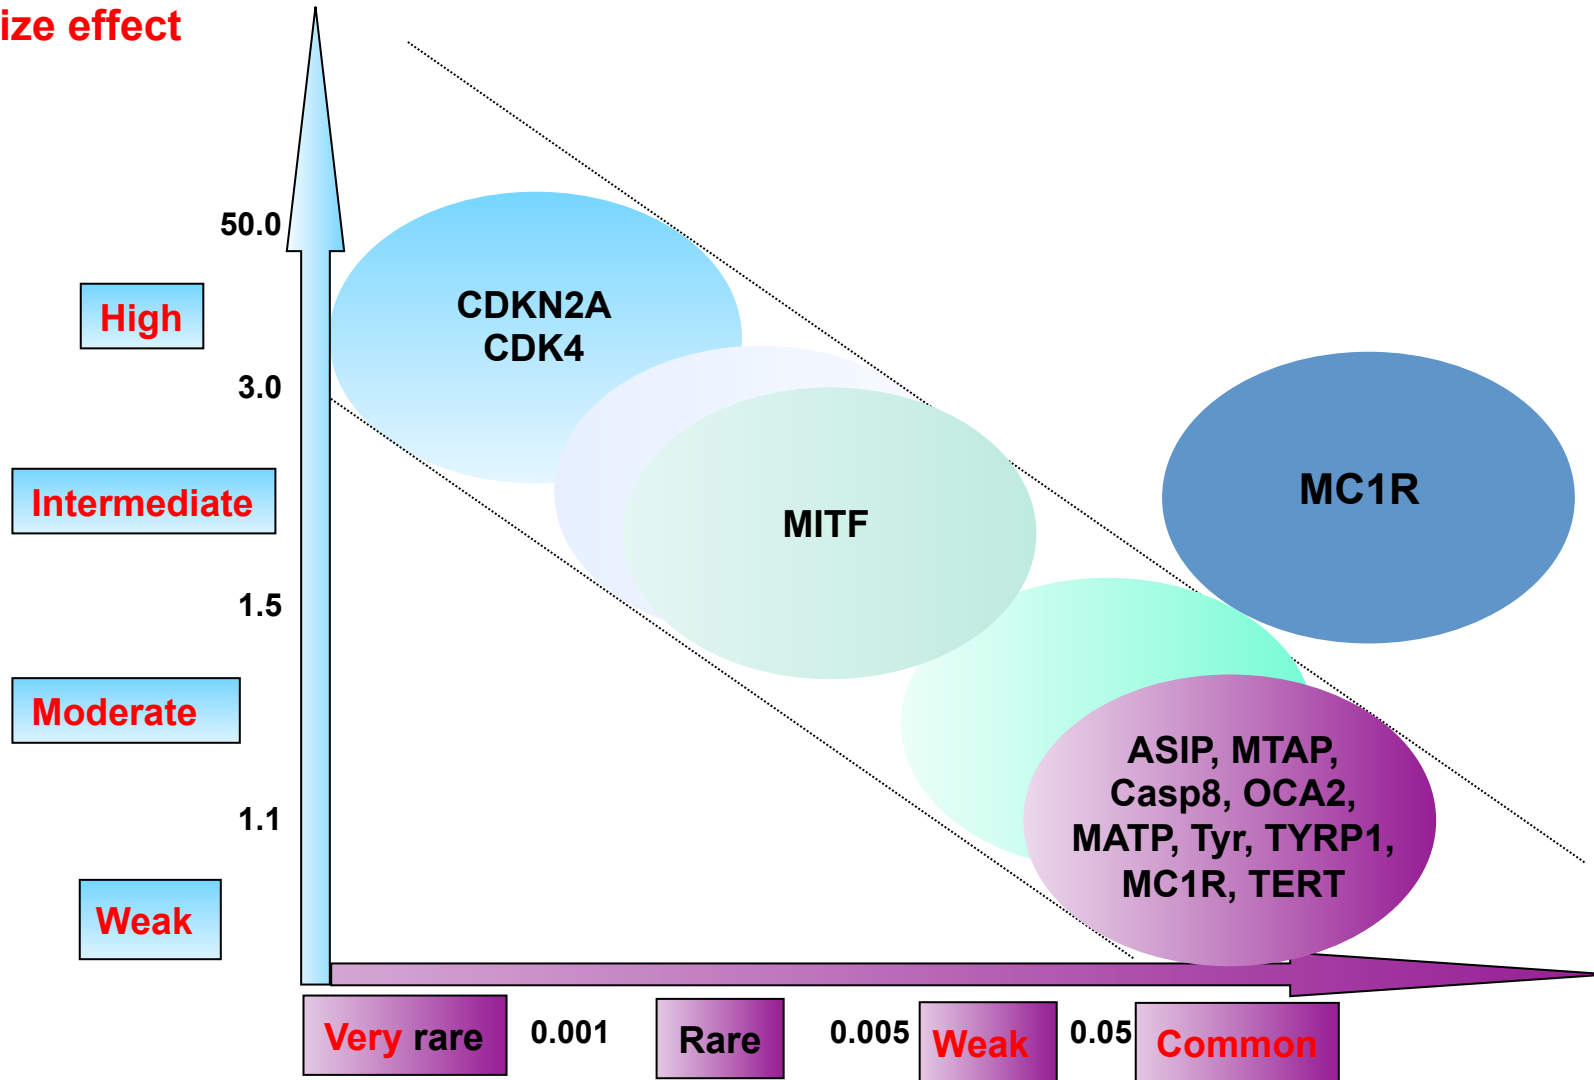 ize effect
50.0
High
CDKN2A
CDK4
3.0
Intermediate
MC1R
MITF
1.5
Moderate
ASIP, MTAP,
Casp8, OCA2,
MATP, Tyr, TYRP1,
MC1R, TERT
1.1
Weak
Very rare
0.001
Rare
0.005
Weak
0.05
Common